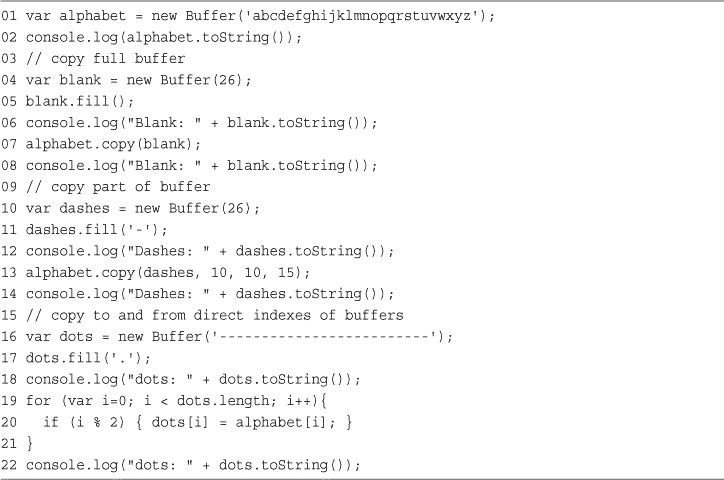 01 var alphabet = new Buffer('abcdefghijklmnopqrstuvwxyz');
02 console.log(alphabet.toString());
03 // copy full buffer
04 var blank = new Buffer(26);
05 blank.fill();
06 console.log("Blank: " + blank.toString());
07 alphabet.copy(blank);
08 console.log("Blank: " + blank.toString());
09 // copy part of buffer
10 var dashes = new Buffer(26);
11 dashes.fill('-');
12 console.log("Dashes: " + dashes.toString());
13 alphabet.copy(dashes, 10, 10, 15);
14 console.log("Dashes: " + dashes.toString());
15 // copy to and from direct indexes of buffers
16 var dots = new Buffer('-------------------------');
17 dots.fill('.');
18 console.log("dots: " + dots.toString());
19 for (var i=0; i < dots.length; i++){
20   if (i % 2) { dots[i] = alphabet[i]; }
21 }
22 console.log("dots: " + dots.toString());